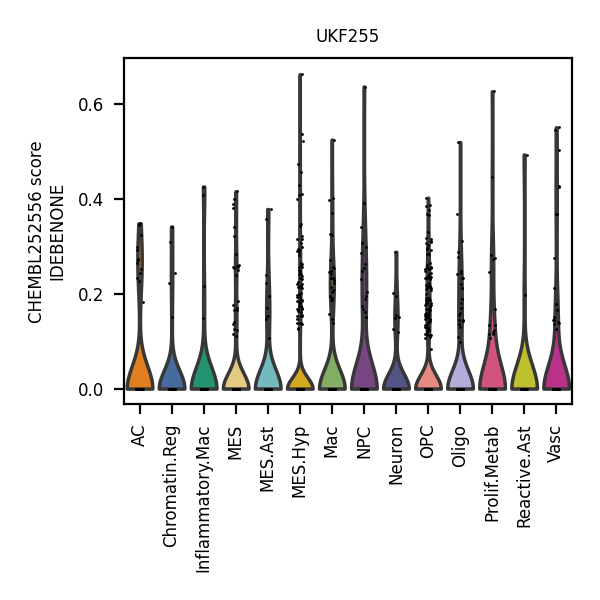 UKF255
CHEMBL252556 score
IDEBENONE
0.6
0.4
0.2
0.0
AC
Chromatin.Reg
Inflammatory.Mac
MES
MES.Ast
MES.Hyp
Mac
NPC
Neuron
OPC
Oligo
Prolif.Metab
Reactive.Ast
Vasc